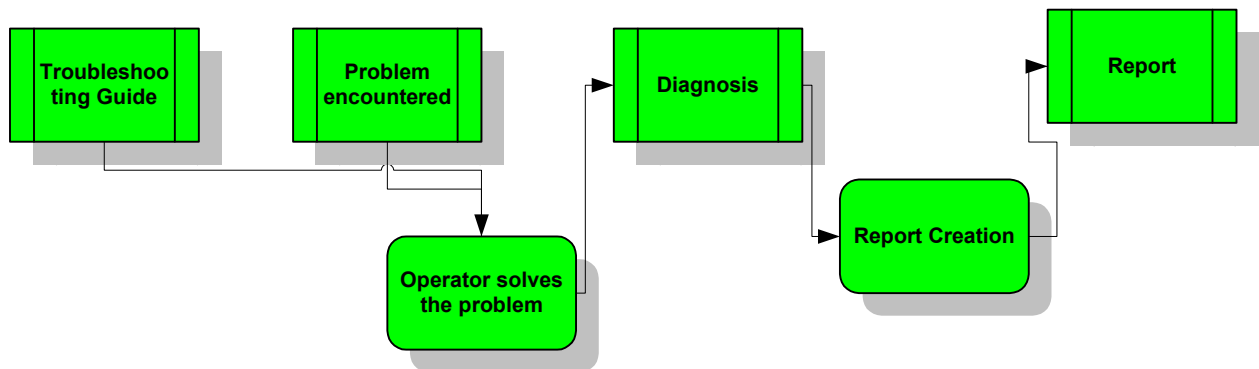 Troubleshoo
ting Guide
Problem
encountered
Diagnosis
Report
Operator solves
the problem
Report Creation